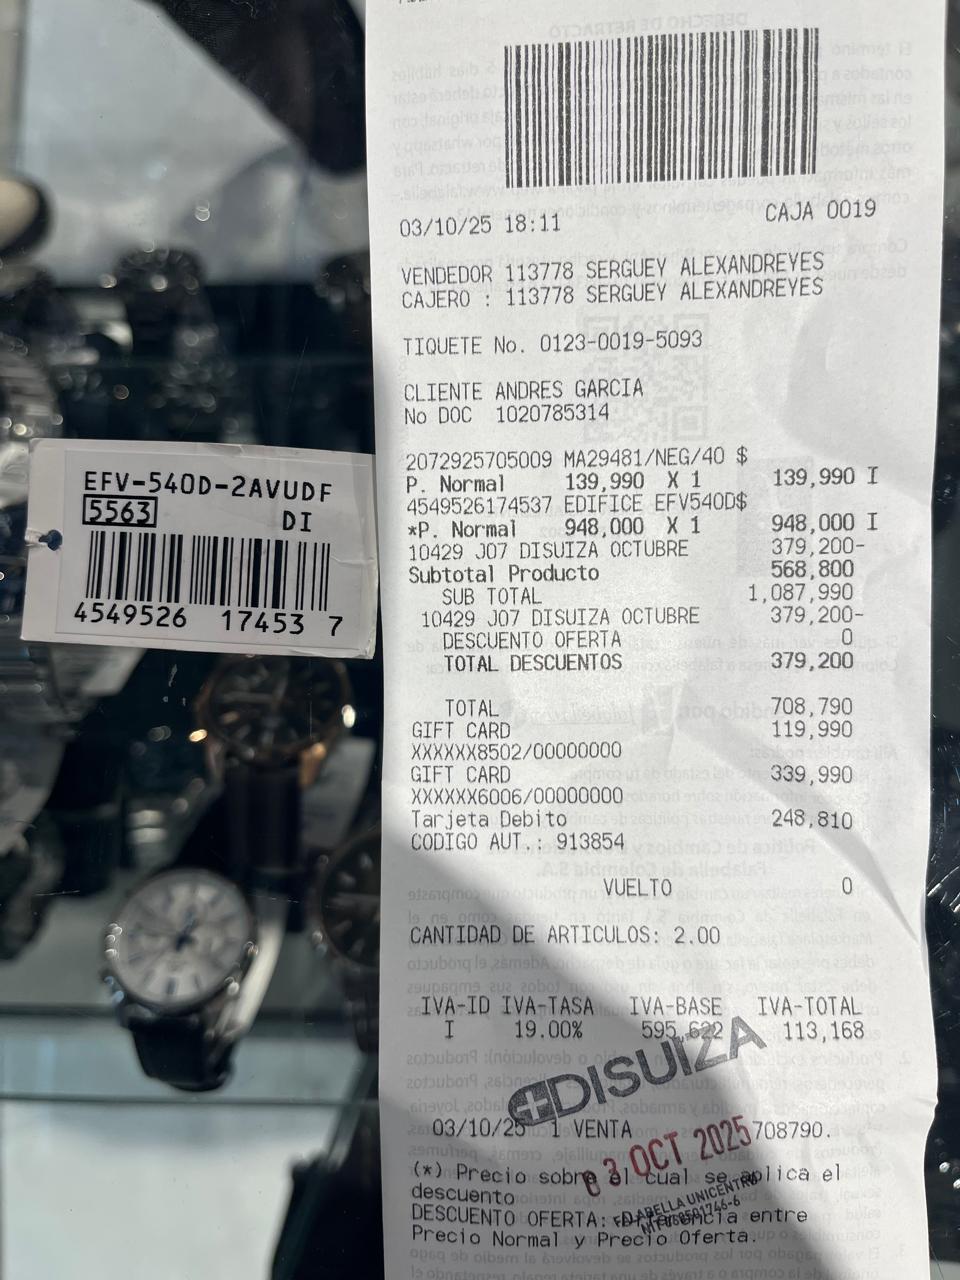 EFV-540D-2AVUDF
5563
DI
4549526 17453 7
03/10/25 18:11 CAJA 0019
VENDEDOR 113778 SERGUEY ALEXANDREYES
CAJERO : 113778 SERGUEY ALEXANDREYES
TIQUETE No. 0123-0019-5093
CLIENTE ANDRES GARCIA
No DOC 1020785314
2072925705009 MA29481/NEG/40 $
P. Normal 139,990 X 1 139,990 I
4549526174537 EDIFICE EFV540D$
*P. Normal 948,000 X 1 948,000 I
10429 J07 DISUIZA OCTUBRE 379,200-
Subtotal Producto 568,800
SUB TOTAL 1,087,990
10429 J07 DISUIZA OCTUBRE 379,200-
DESCUENTO OFERTA 0
TOTAL DESCUENTOS 379,200
TOTAL 708,790
GIFT CARD 119,990
XXXXXX8502/00000000
GIFT CARD 339,990
XXXXXX6006/00000000
Tarjeta Debito 248,810
CODIGO AUT.: 913854
VUELTO 0
CANTIDAD DE ARTICULOS: 2.00
IVA-ID IVA-TASA IVA-BASE IVA-TOTAL
I 19.00% 595,622 113,168
DISUIZA
03/10/25 1 VENTA 708790.
03 OCT 2025
(*) Precio sobre el cual se aplica el
descuento
FALABELLA UNICENTRO
DESCUENTO OFERTA: Diferencia entre
Precio Normal y Precio Oferta.